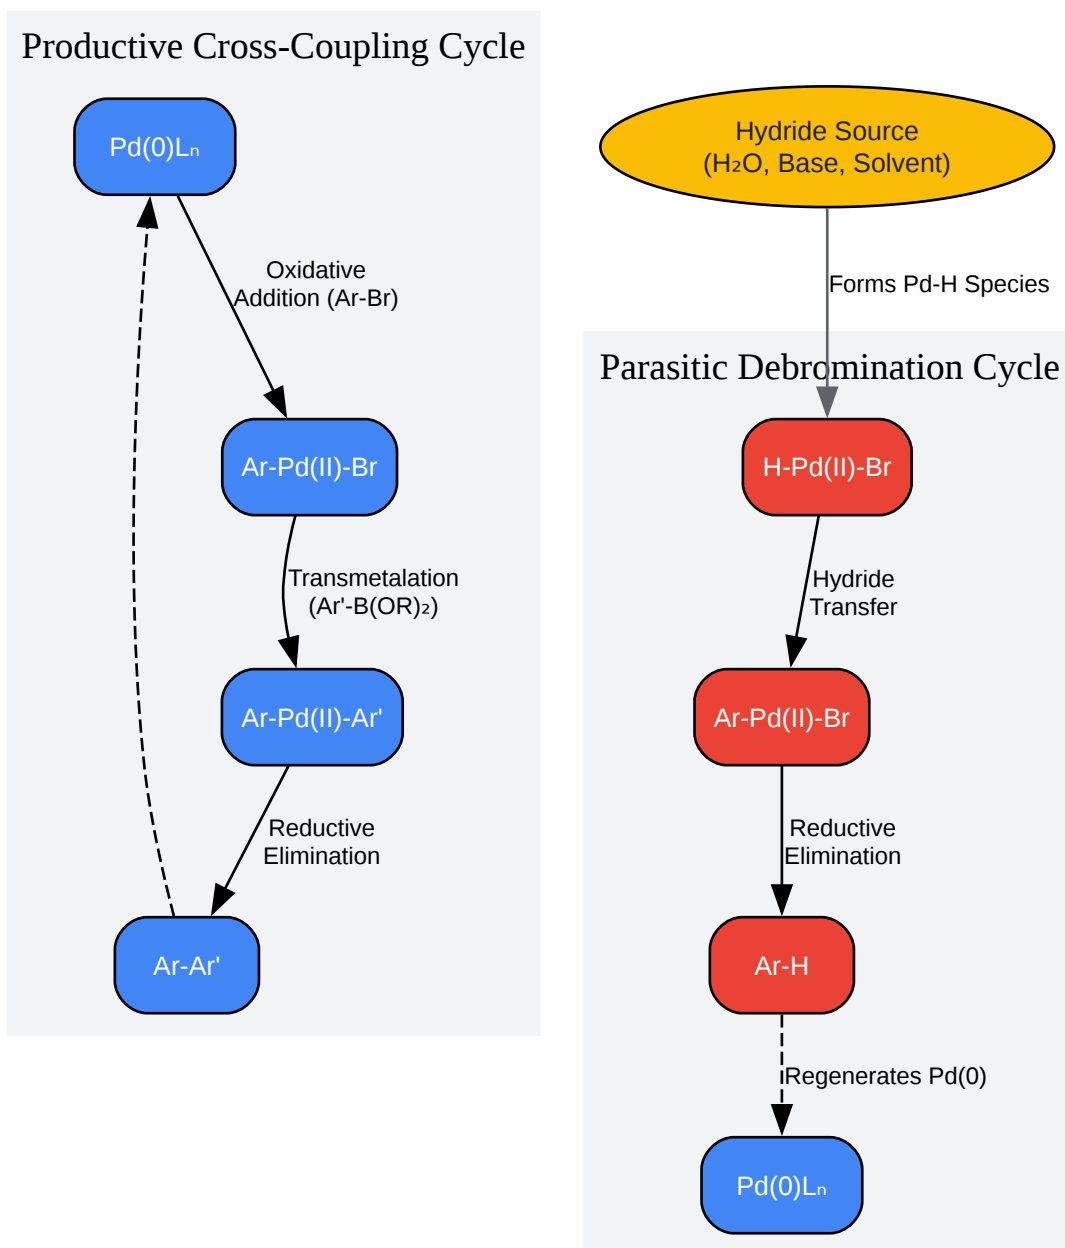 Productive Cross-Coupling Cycle
Pd(0)Lₙ
Oxidative
Addition (Ar-Br)
Ar-Pd(II)-Br
Transmetalation
(Ar'-B(OR)₂)
Ar-Pd(II)-Ar'
Reductive
Elimination
Ar-Ar'
Hydride Source
(H₂O, Base, Solvent)
Forms Pd-H Species
Parasitic Debromination Cycle
H-Pd(II)-Br
Hydride
Transfer
Ar-Pd(II)-Br
Reductive
Elimination
Ar-H
Regenerates Pd(0)
Pd(0)Lₙ